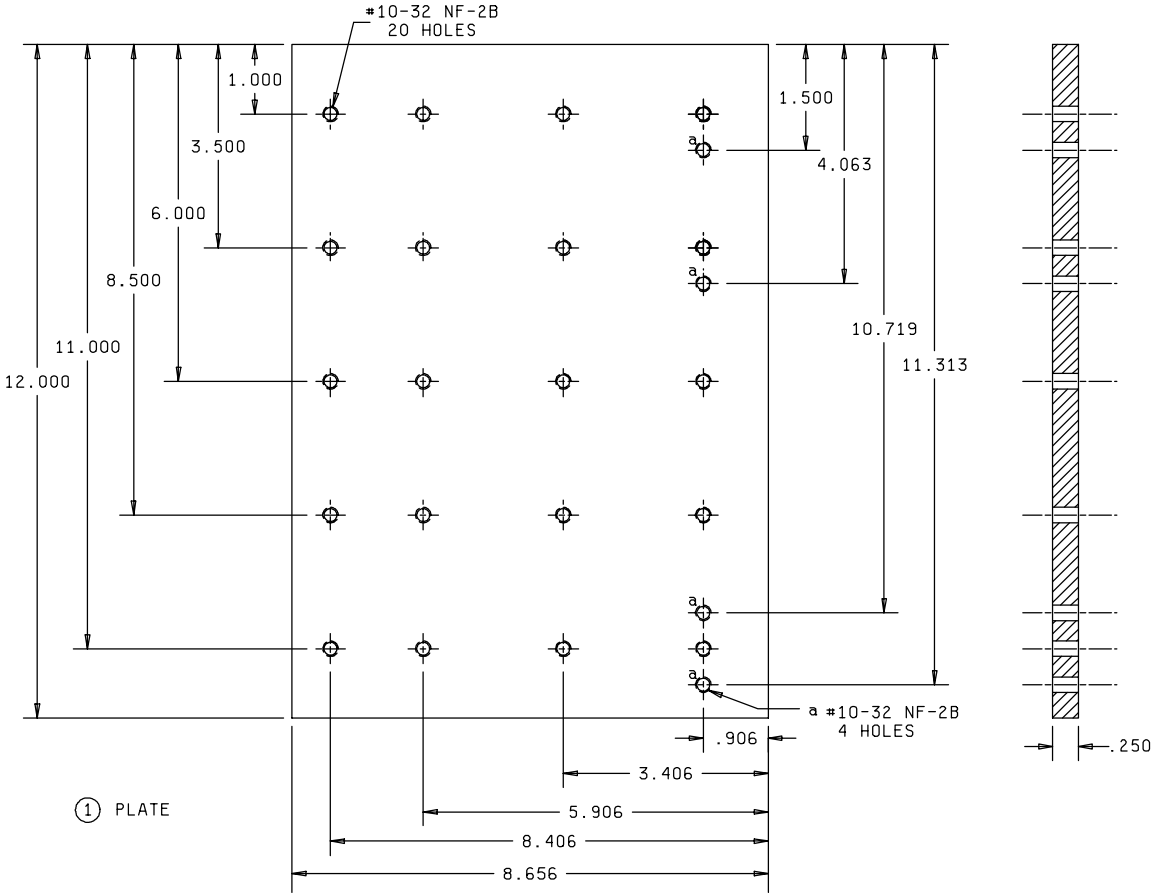 #10-32 NF-2B
20 HOLES
1.000
3.500
6.000
8.500
11.000
12.000
1.500
4.063
10.719
11.313
a
a
a
a
a #10-32 NF-2B
4 HOLES
.906
3.406
5.906
8.406
8.656
.250
1 PLATE